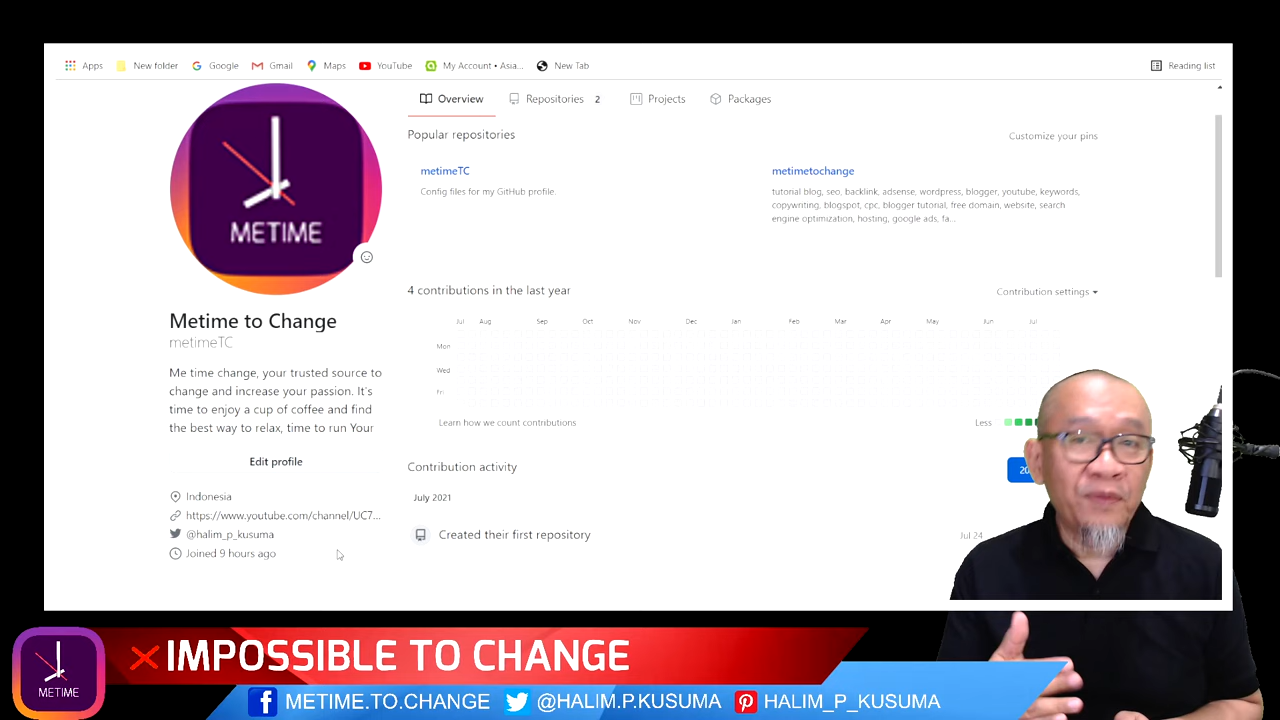 Apps New folder Google Gmail Maps YouTube My Account • Asia... New Tab Reading list
METIME
Overview Repositories 2 Projects Packages
Popular repositories Customize your pins
metimeTC
Config files for my GitHub profile.
metimetochange
tutorial blog, seo, backlink, adsense, wordpress, blogger, youtube, keywords,
copywriting, blogspot, cpc, blogger tutorial, free domain, website, search
engine optimization, hosting, google ads, fa...
4 contributions in the last year Contribution settings
Jul Aug Sep Oct Nov Dec Jan Feb Mar Apr May Jun Jul
Mon
Wed
Fri
Learn how we count contributions Less
Metime to Change
metimeTC
Me time change, your trusted source to
change and increase your passion. It's
time to enjoy a cup of coffee and find
the best way to relax, time to run Your
Edit profile
Indonesia
https://www.youtube.com/channel/UC7...
@halim_p_kusuma
Joined 9 hours ago
Contribution activity
20
July 2021
Created their first repository Jul 24
METIME
IMPOSSIBLE TO CHANGE
METIME.TO.CHANGE @HALIM.P.KUSUMA HALIM_P_KUSUMA